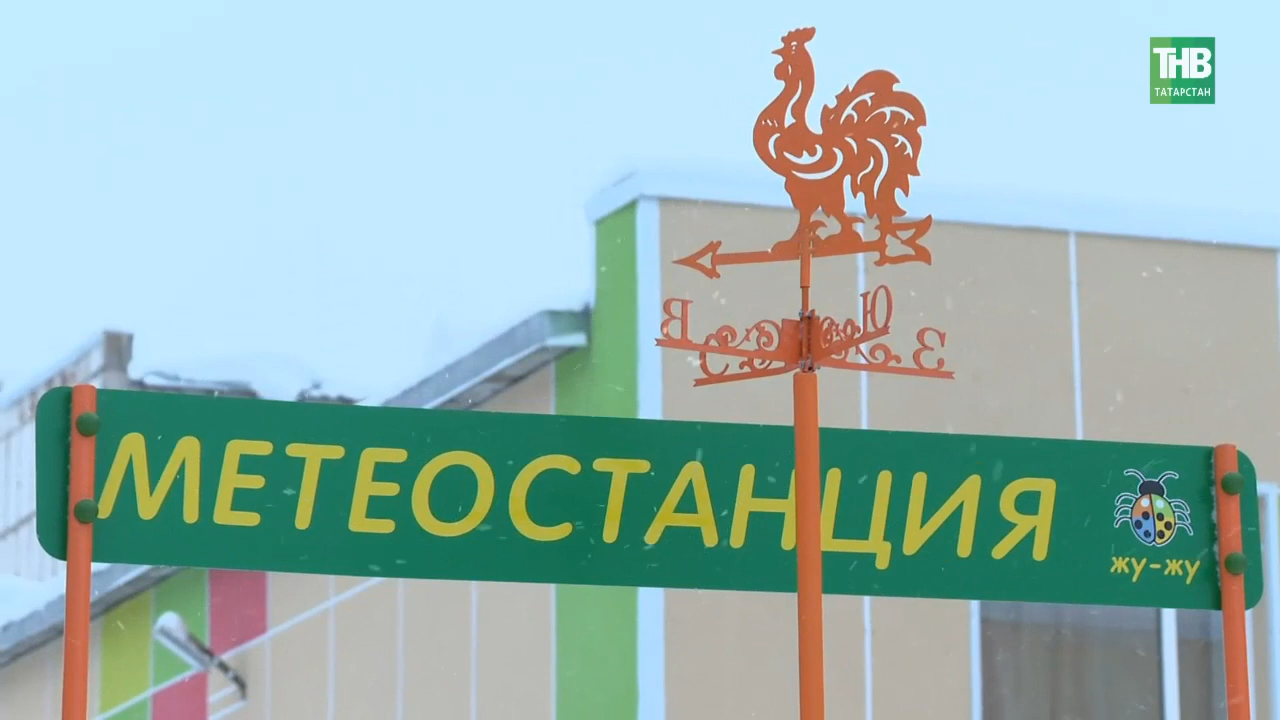 ТНВ
ТАТАРСТАН
В Ю З
С
МЕТЕОСТАНЦИЯ
жу-жу